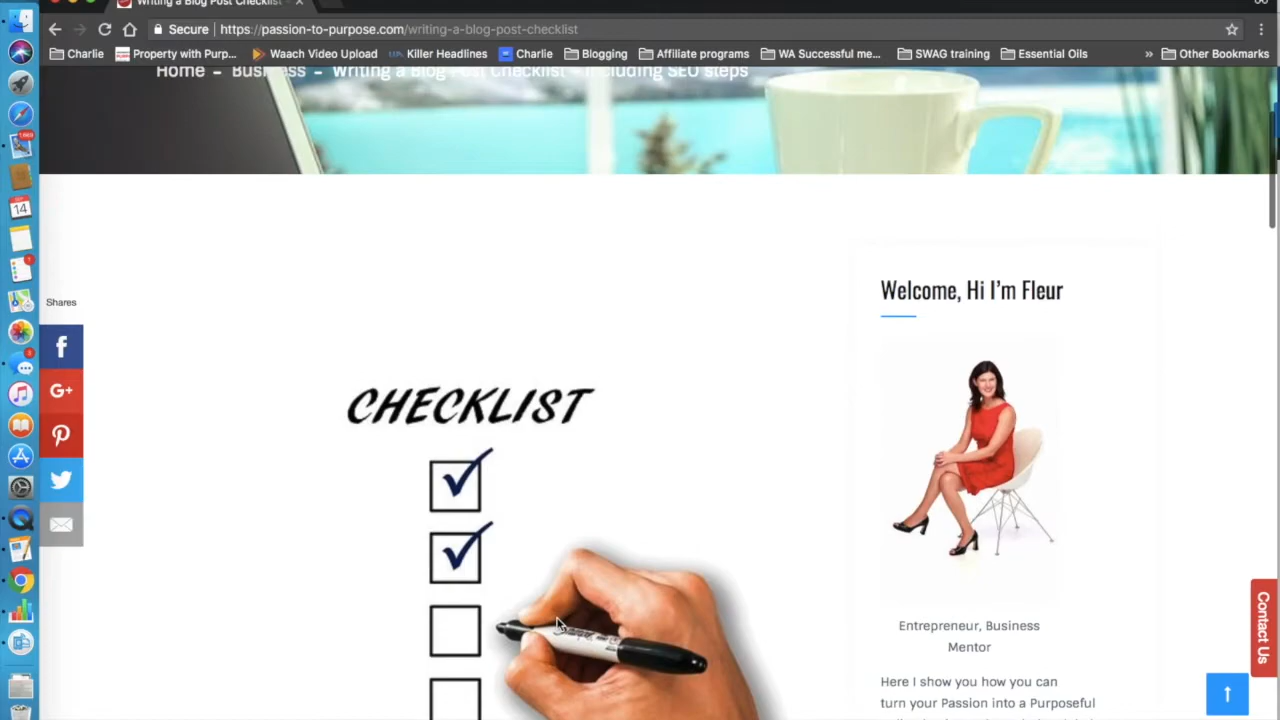 Writing a Blog Post Checklist
Secure
https://passion-to-purpose.com/writing-a-blog-post-checklist
Charlie
Property with Purp...
Waach Video Upload
Killer Headlines
Charlie
Blogging
Affiliate programs
WA Successful me...
SWAG training
Essential Oils
»
Other Bookmarks
Home - Business - Writing a Blog Post Checklist - Including SEO steps
14
Shares
f
G+
Welcome, Hi I'm Fleur
CHECKLIST
Entrepreneur, Business
Mentor
Here I show you how you can
turn your Passion into a Purposeful
Contact Us